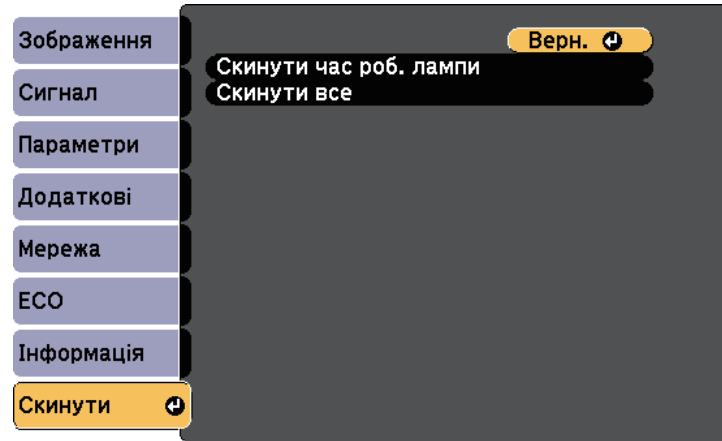 Зображення
Сигнал
Параметри
Додаткові
Мережа
ECO
Інформація
Скинути
Верн.
Скинути час роб. лампи
Скинути все